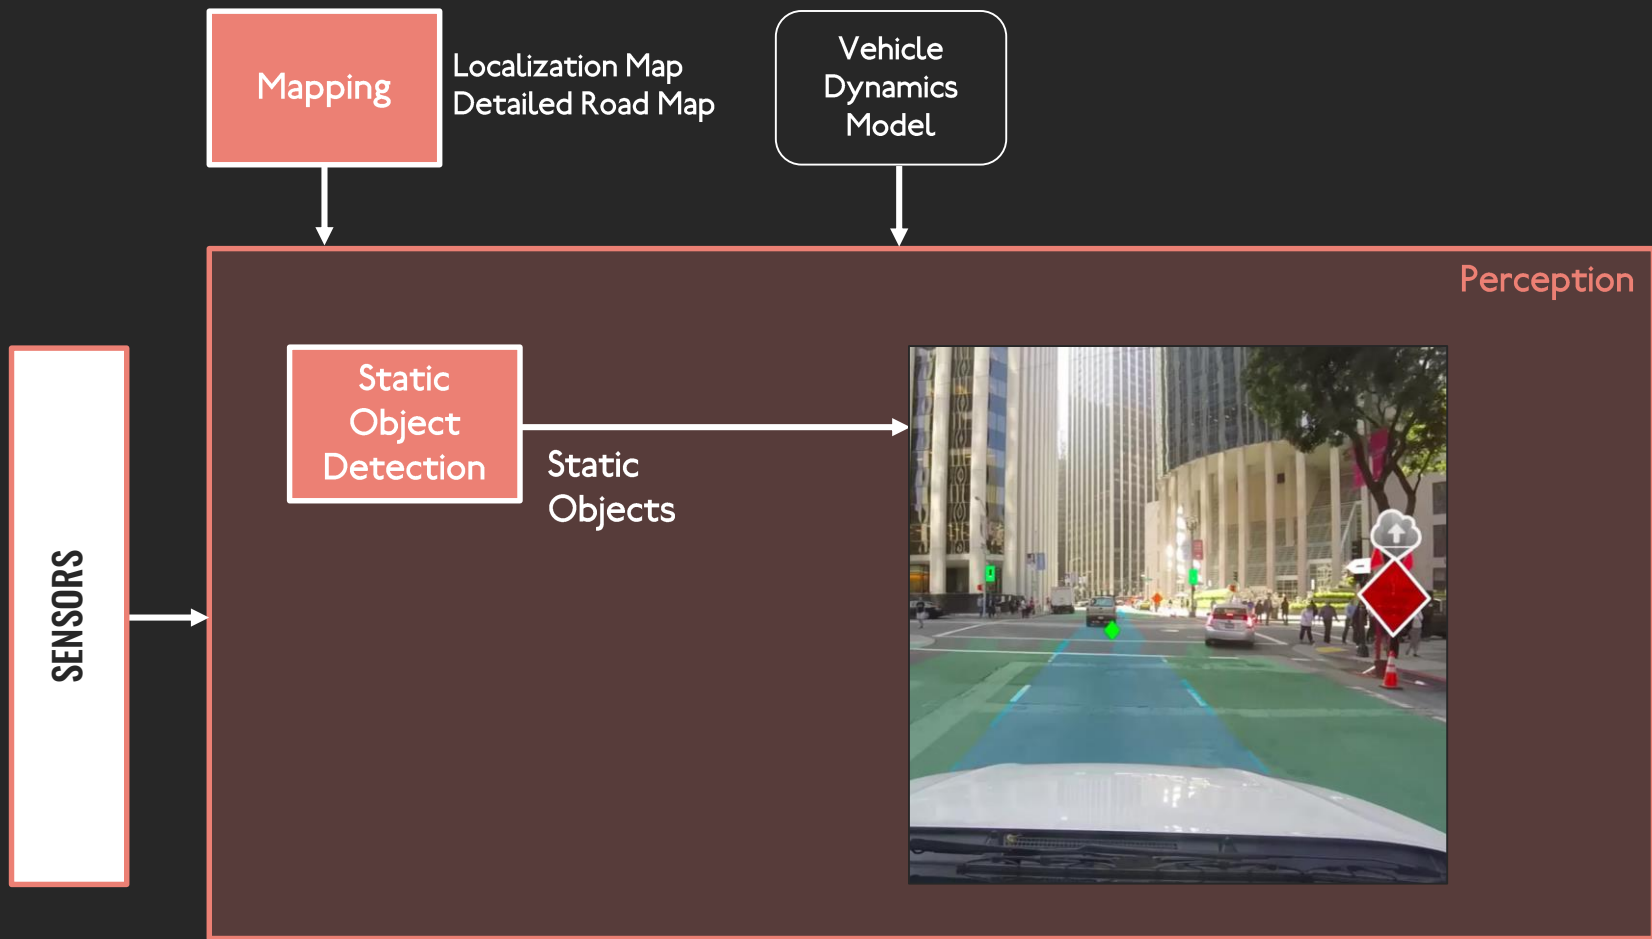 Mapping
Localization Map
Detailed Road Map
Vehicle
Dynamics
Model
Perception
SENSORS
Static
Object
Detection
Static
Objects